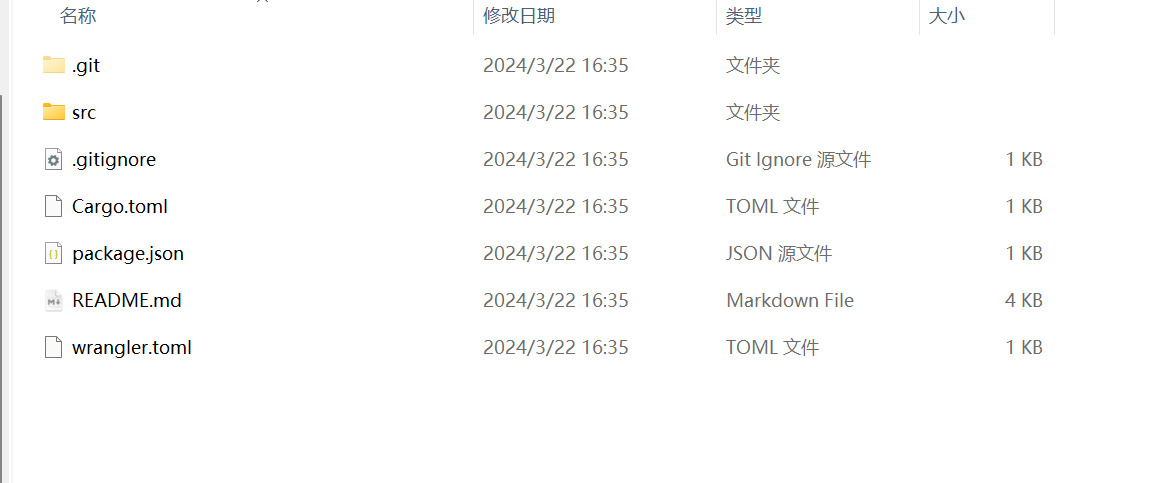 名称 修改日期 类型 大小
.git 2024/3/22 16:35 文件夹
src 2024/3/22 16:35 文件夹
.gitignore 2024/3/22 16:35 Git Ignore 源文件 1 KB
Cargo.toml 2024/3/22 16:35 TOML 文件 1 KB
package.json 2024/3/22 16:35 JSON 源文件 1 KB
README.md 2024/3/22 16:35 Markdown File 4 KB
wrangler.toml 2024/3/22 16:35 TOML 文件 1 KB